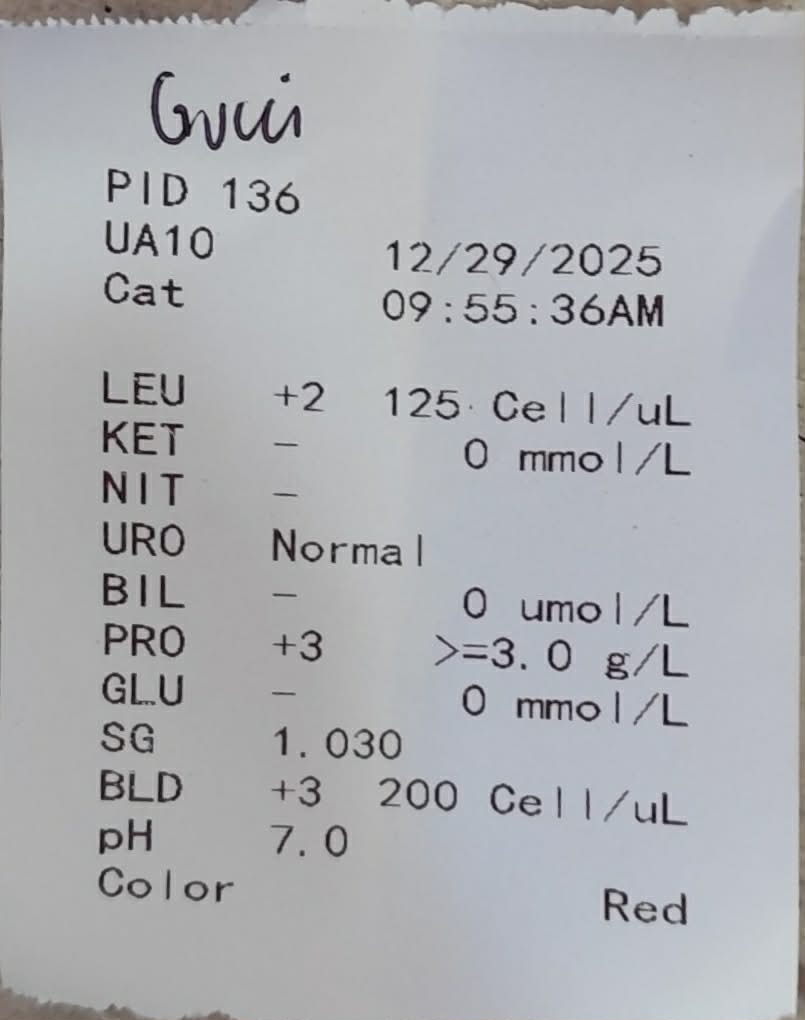 Gucci
PID 136
UA10 12/29/2025
Cat 09:55:36AM
LEU +2 125 Cell/uL
KET - 0 mmol/L
NIT -
URO Normal
BIL - 0 umol/L
PRO +3 >=3.0 g/L
GLU - 0 mmol/L
SG 1.030
BLD +3 200 Cell/uL
pH 7.0
Color Red